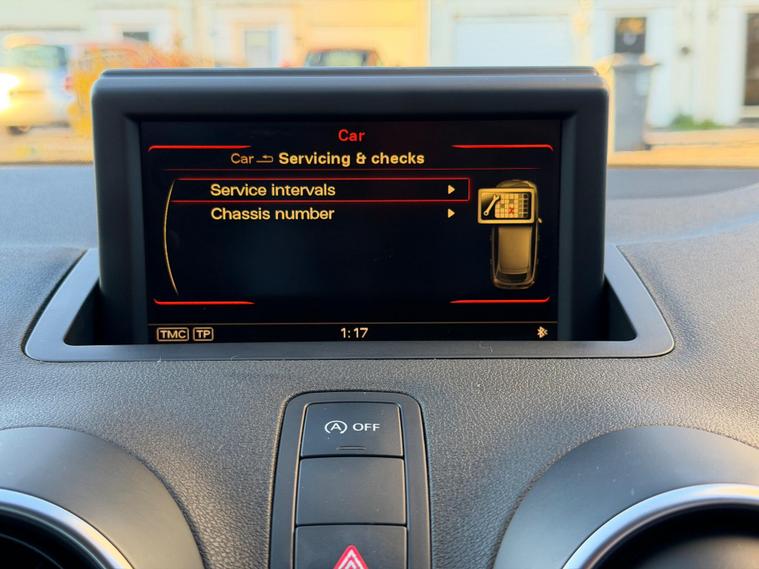 Car
Car Servicing & checks
Service intervals
Chassis number
TMC TP 1:17
A OFF